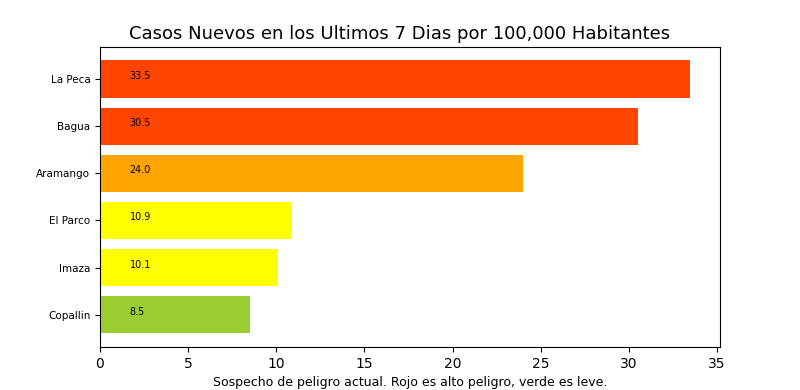 Casos Nuevos en los Ultimos 7 Dias por 100,000 Habitantes
La Peca 33.5
Bagua 30.5
Aramango 24.0
El Parco 10.9
Imaza 10.1
Copallin 8.5
0 5 10 15 20 25 30 35
Sospecho de peligro actual. Rojo es alto peligro, verde es leve.